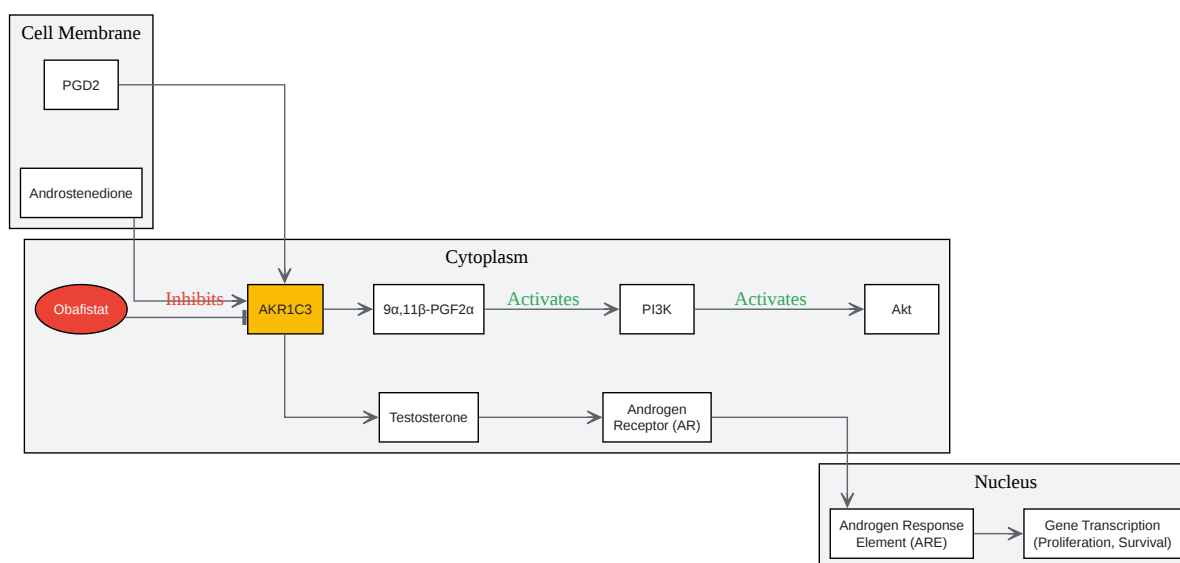 Cell Membrane
PGD2
Androstenedione
Cytoplasm
Obafistat
Inhibits
AKR1C3
9α,11β-PGF2α
Activates
PI3K
Activates
Akt
Testosterone
Androgen
Receptor (AR)
Nucleus
Androgen Response
Element (ARE)
Gene Transcription
(Proliferation, Survival)